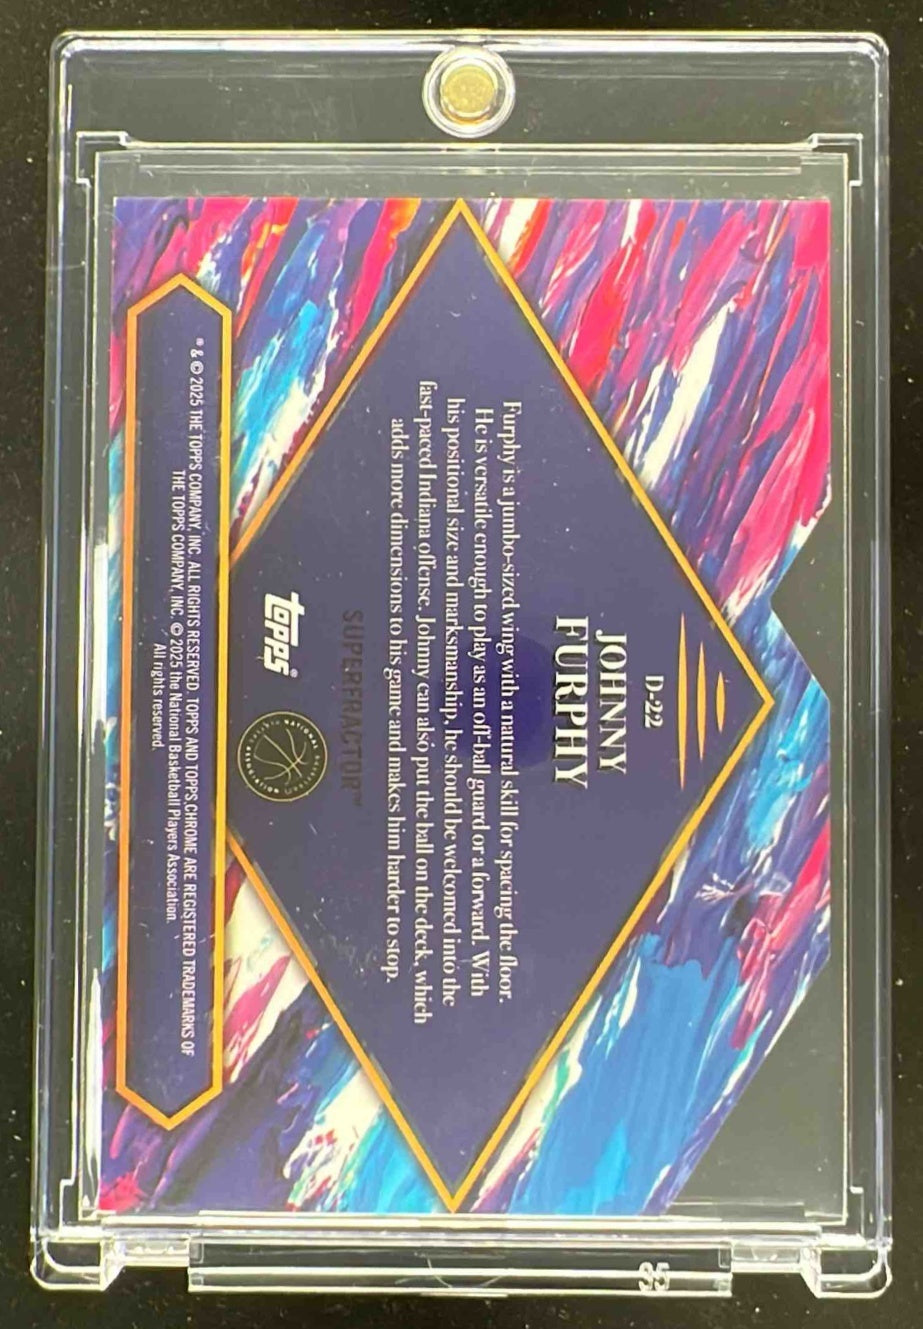 D-222
JOHNNY
FURPHY
Furphy is a jumbo-sized wing with a natural skill for spacing the floor.
He is versatile enough to play as an off-ball guard or a forward. With
his positional size and marksmanship, he should be welcomed into the
fast-paced Indiana offense. Johnny can also put the ball on the deck, which
adds more dimensions to his game and makes him harder to stop.
SUPERFRACTOR™
topps®
NATIONAL BASKETBALL
® & © 2025 THE TOPPS COMPANY, INC. ALL RIGHTS RESERVED. TOPPS AND TOPPS CHROME ARE REGISTERED TRADEMARKS OF
THE TOPPS COMPANY, INC. © 2025 the National Basketball Players Association.
All rights reserved.
35